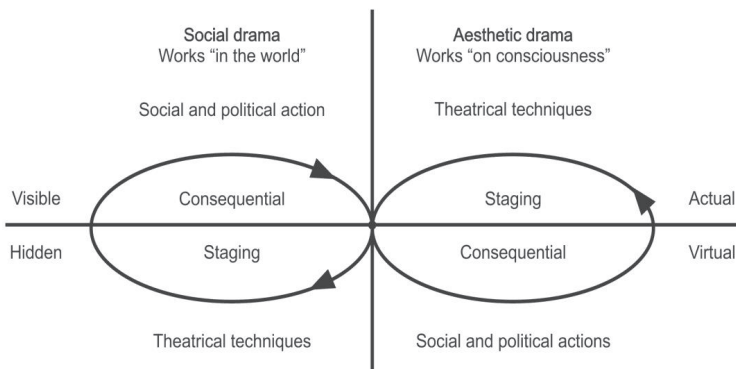 Social drama
Works “in the world”
Aesthetic drama
Works “on consciousness”
Social and political action
Theatrical techniques
Visible
Consequential
Staging
Actual
Hidden
Staging
Consequential
Virtual
Theatrical techniques
Social and political actions